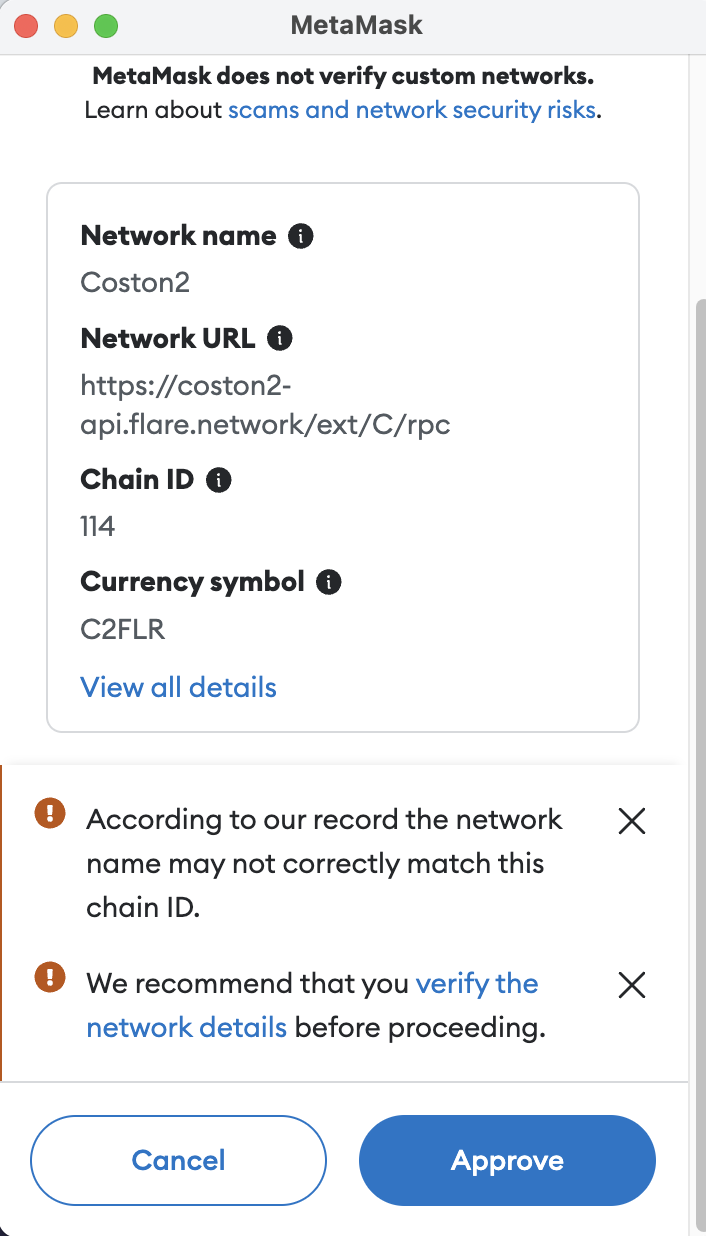 MetaMask
MetaMask does not verify custom networks.
Learn about scams and network security risks.
Network name
Coston2
Network URL
https://coston2-
api.flare.network/ext/C/rpc
Chain ID
114
Currency symbol
C2FLR
View all details
According to our record the network
name may not correctly match this
chain ID.
We recommend that you verify the
network details before proceeding.
Cancel
Approve